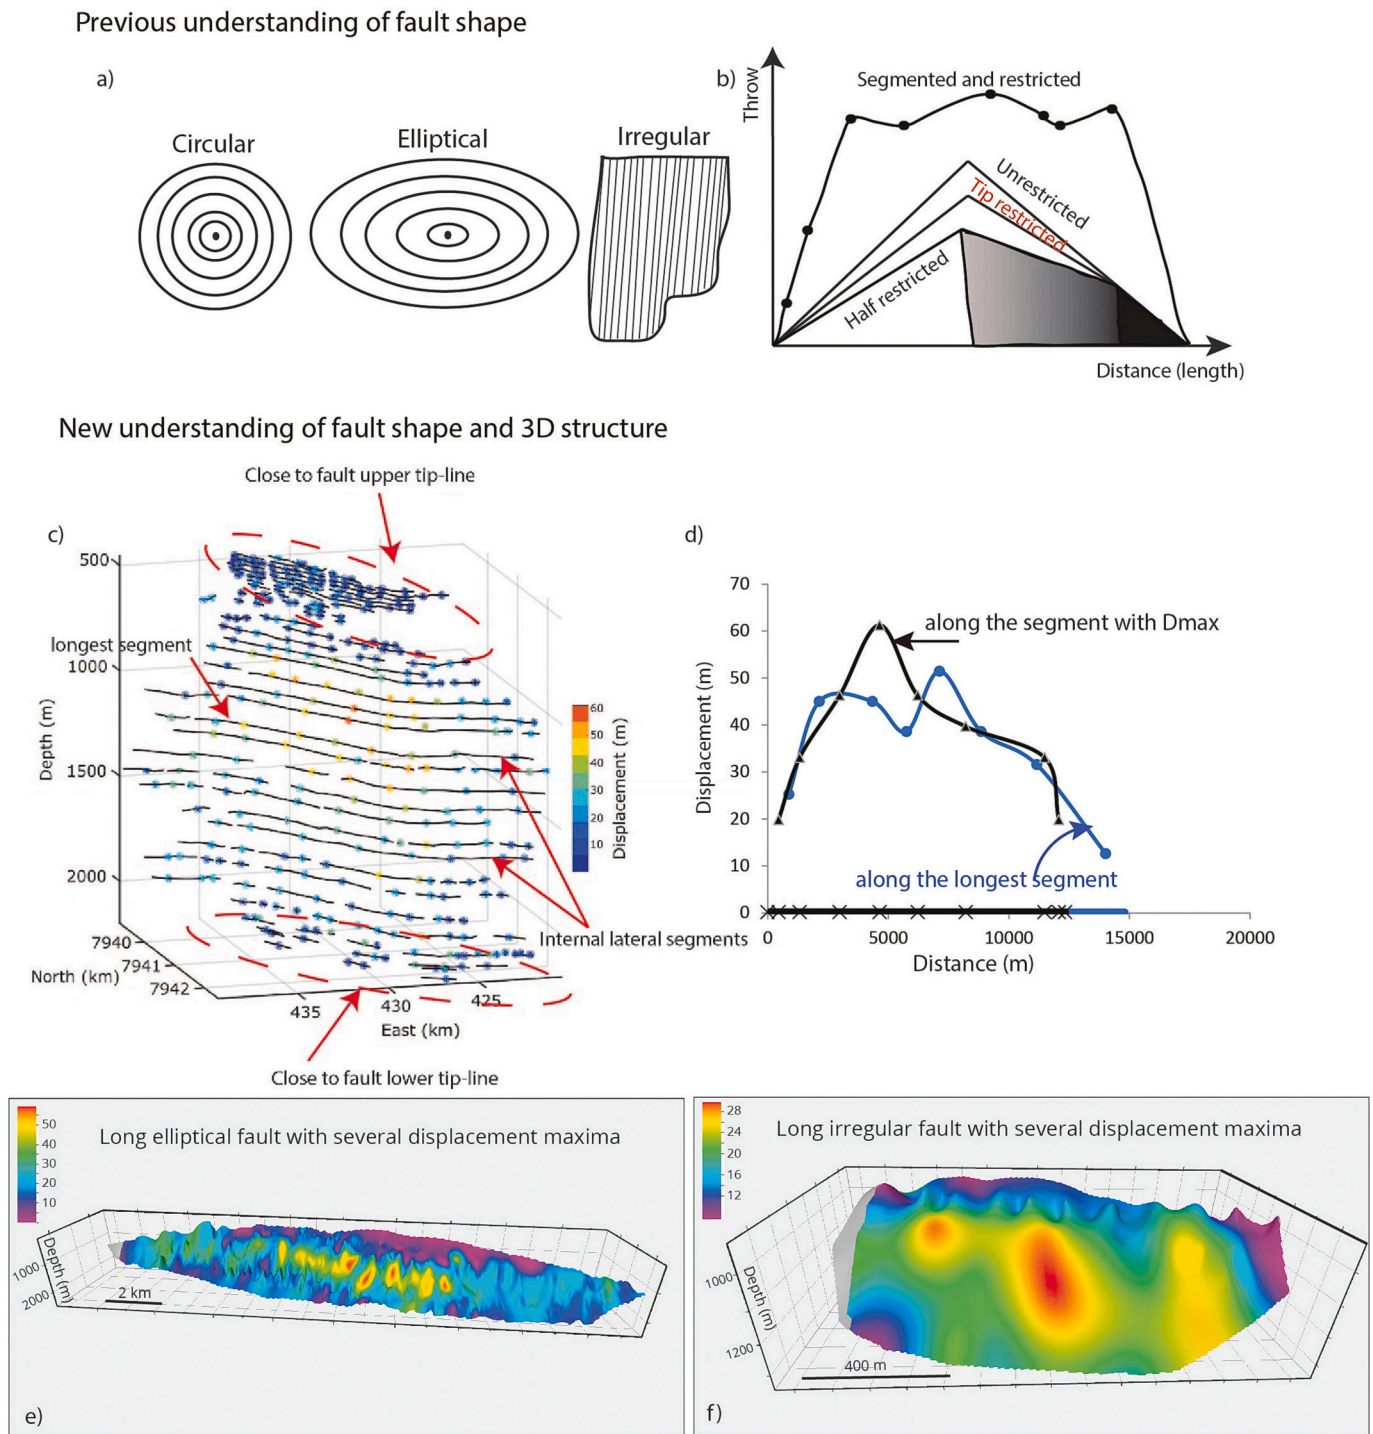 Previous understanding of fault shape
a)
b)
Circular
Elliptical
Irregular
Throw
Segmented and restricted
Unrestricted
Tip restricted
Half restricted
Distance (length)
New understanding of fault shape and 3D structure
Close to fault upper tip-line
c)
500
longest segment
1000
Depth (m)
1500
2000
7940
North (km)
7941
7942
435
430
425
East (km)
60
50
40
30
20
10
Displacement (m)
Internal lateral segments
Close to fault lower tip-line
d)
70
60
50
40
30
20
10
0
Displacement (m)
along the segment with Dmax
along the longest segment
0
5000
10000
15000
20000
Distance (m)
50
40
30
20
10
Long elliptical fault with several displacement maxima
1000
2000
Depth (m)
2 km
e)
28
24
20
16
12
Long irregular fault with several displacement maxima
1000
Depth (m)
1200
400 m
f)